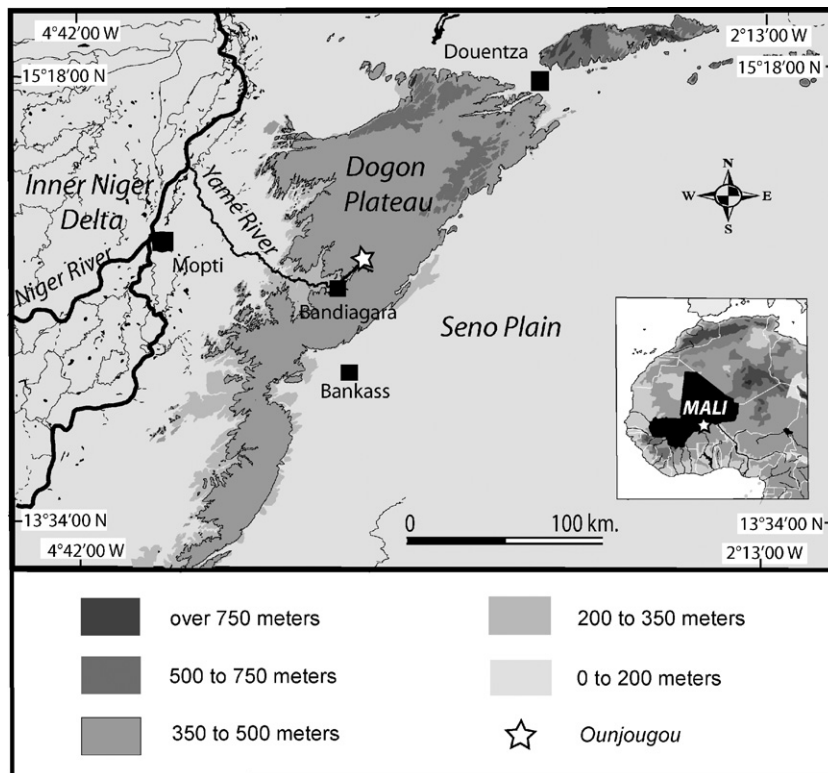 4°42'00 W
2°13'00 W
15°18'00 N
Douentza
15°18'00 N
Dogon
Plateau
Inner Niger
Delta
Yamé River
N
W
E
S
Niger River
Mopti
Bandiagara
Seno Plain
Bankass
MALI
13°34'00 N
0
100 km.
13°34'00 N
4°42'00 W
2°13'00 W
over 750 meters
500 to 750 meters
350 to 500 meters
200 to 350 meters
0 to 200 meters
Ounjougou